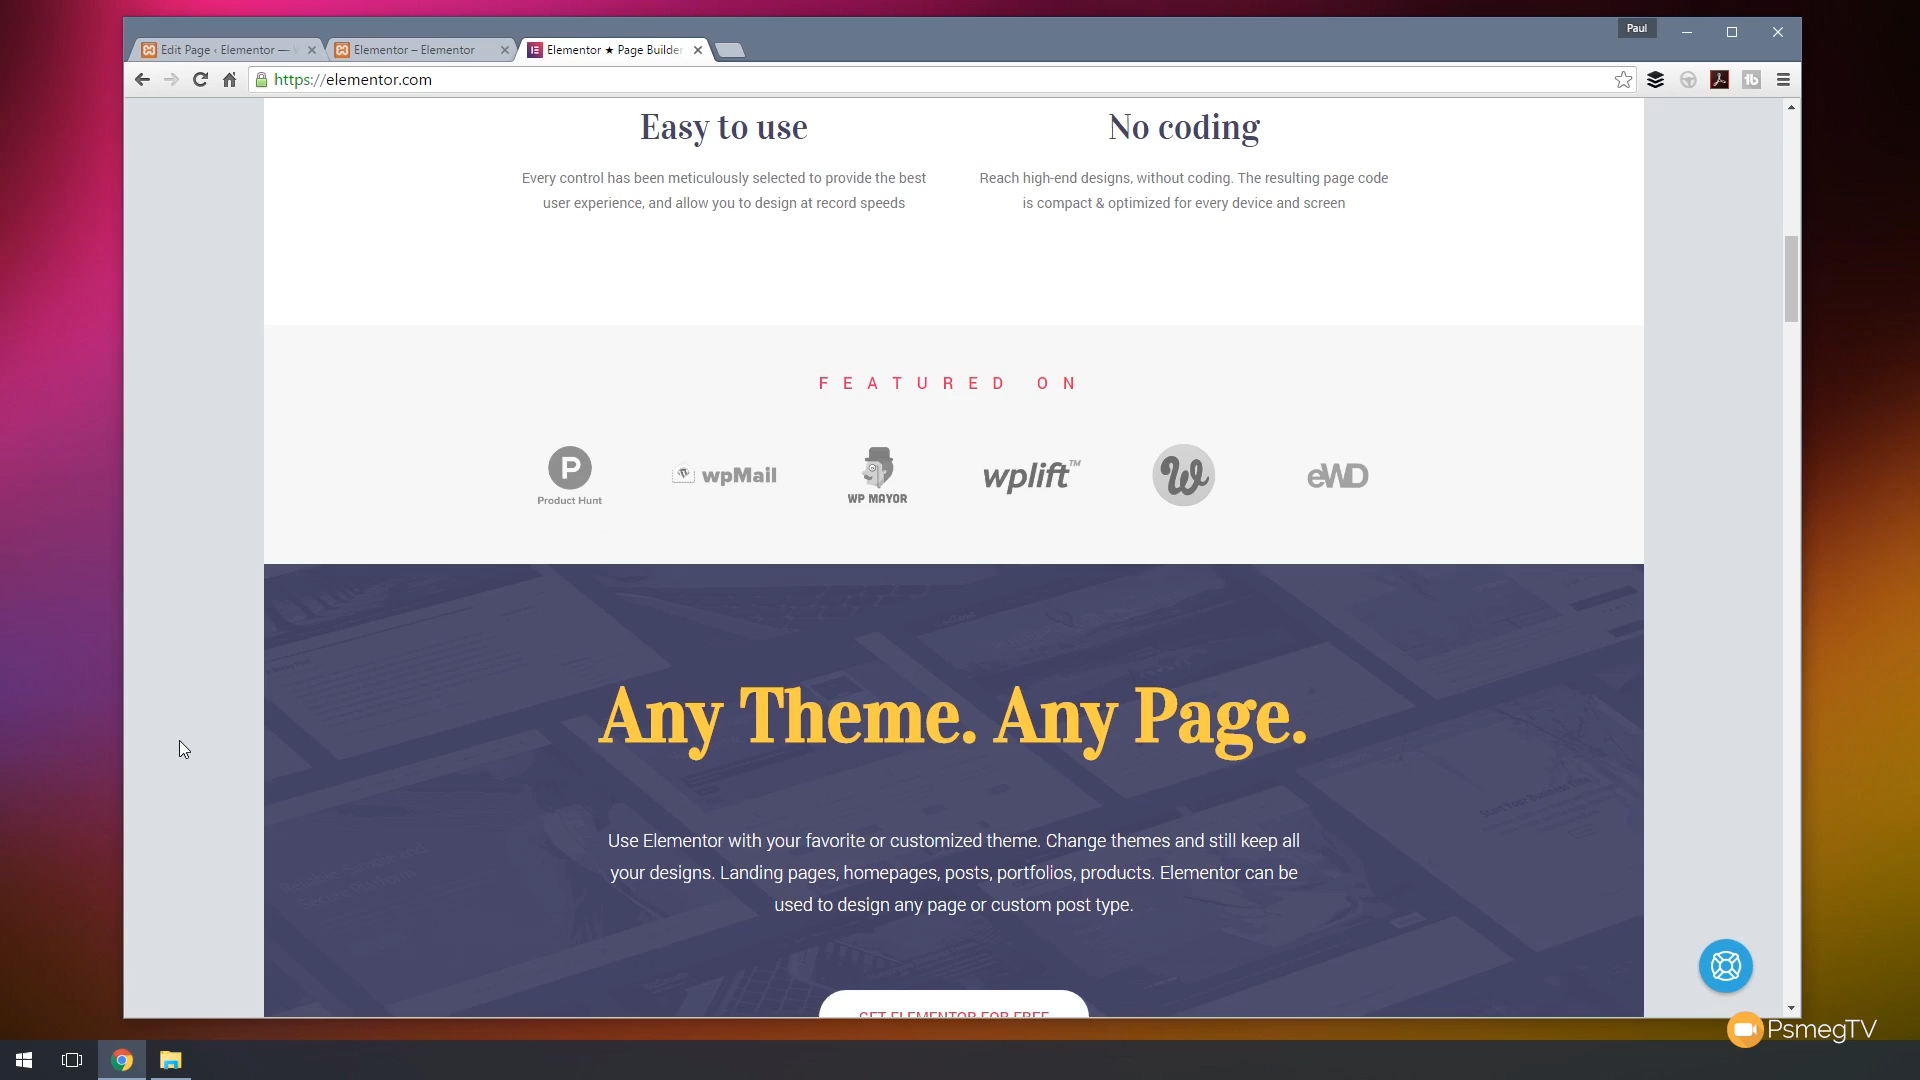 Paul
Edit Page ‹ Elementor —
Elementor – Elementor
Elementor ★ Page Builder
https://elementor.com
Easy to use
No coding
Every control has been meticulously selected to provide the best
user experience, and allow you to design at record speeds
Reach high-end designs, without coding. The resulting page code
is compact & optimized for every device and screen
FEATURED ON
P
Product Hunt
wpMail
WP MAYOR
wplift™
W
eWD
Any Theme. Any Page.
Use Elementor with your favorite or customized theme. Change themes and still keep all
your designs. Landing pages, homepages, posts, portfolios, products. Elementor can be
used to design any page or custom post type.
GET ELEMENTOR FOR FREE
PsmegTV